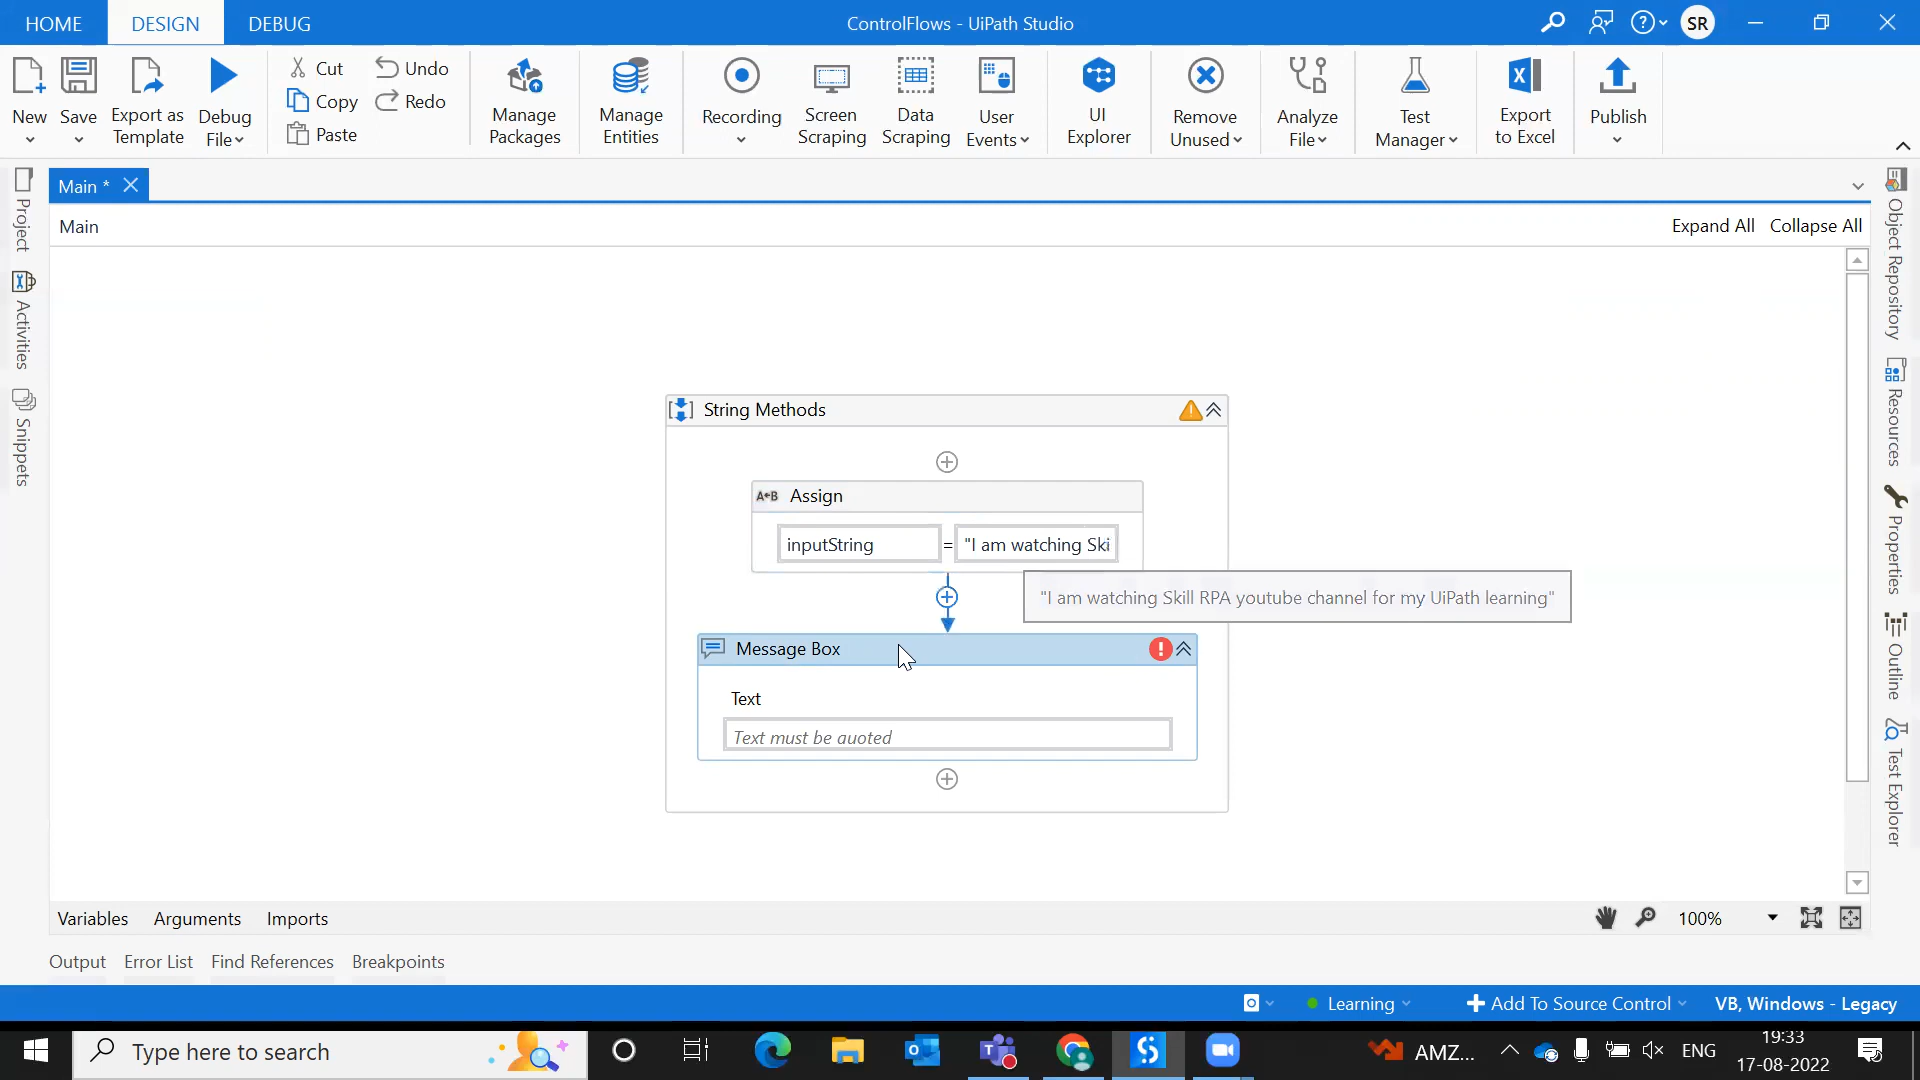 HOME
DESIGN
DEBUG
ControlFlows - UiPath Studio
SR
New
Save
Export as
Template
Debug
File
Cut
Copy
Paste
Undo
Redo
Manage
Packages
Manage
Entities
Recording
Screen
Scraping
Data
Scraping
User
Events
UI
Explorer
Remove
Unused
Analyze
File
Test
Manager
Export
to Excel
Publish
Main *
Main
Expand All
Collapse All
Project
Activities
Snippets
Object Repository
Resources
Properties
Outline
Test Explorer
String Methods
A←B Assign
inputString = "I am watching Ski
"I am watching Skill RPA youtube channel for my UiPath learning"
Message Box
Text
Text must be quoted
Variables
Arguments
Imports
100%
Output
Error List
Find References
Breakpoints
Learning
Add To Source Control
VB, Windows - Legacy
Type here to search
AMZ...
ENG
19:33
17-08-2022